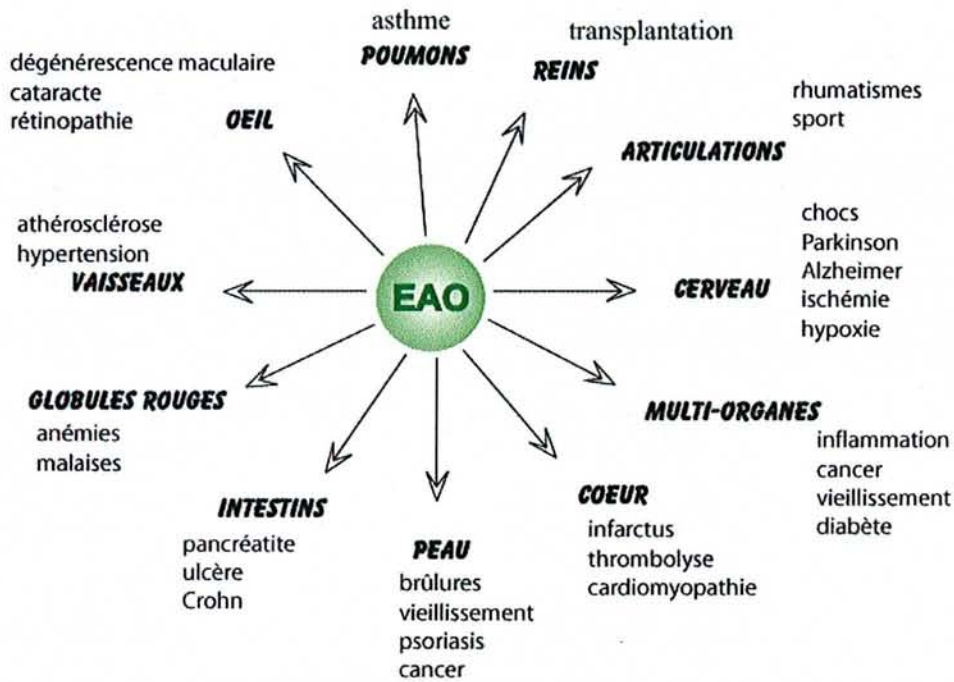 asthme
POUMONS
transplantation
REINS
dégénérescence maculaire
cataracte
rétinopathie
OEIL
rhumatismes
sport
ARTICULATIONS
athérosclérose
hypertension
VAISSEAUX
EAO
CERVEAU
chocs
Parkinson
Alzheimer
ischémie
hypoxie
GLOBULES ROUGES
anémies
malaises
MULTI-ORGANES
inflammation
cancer
vieillissement
diabète
INTESTINS
pancréatite
ulcère
Crohn
PEAU
brûlures
vieillissement
psoriasis
cancer
COEUR
infarctus
thrombolyse
cardiomyopathie